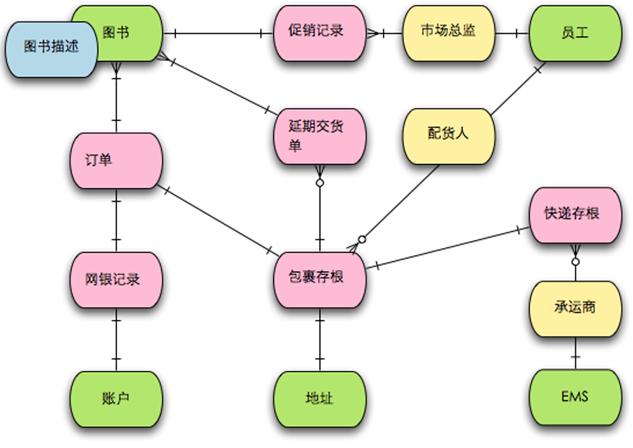 图书
图书描述
促销记录
市场总监
员工
延期交货
单
配货人
订单
快递存根
网银记录
包裹存根
承运商
账户
地址
EMS